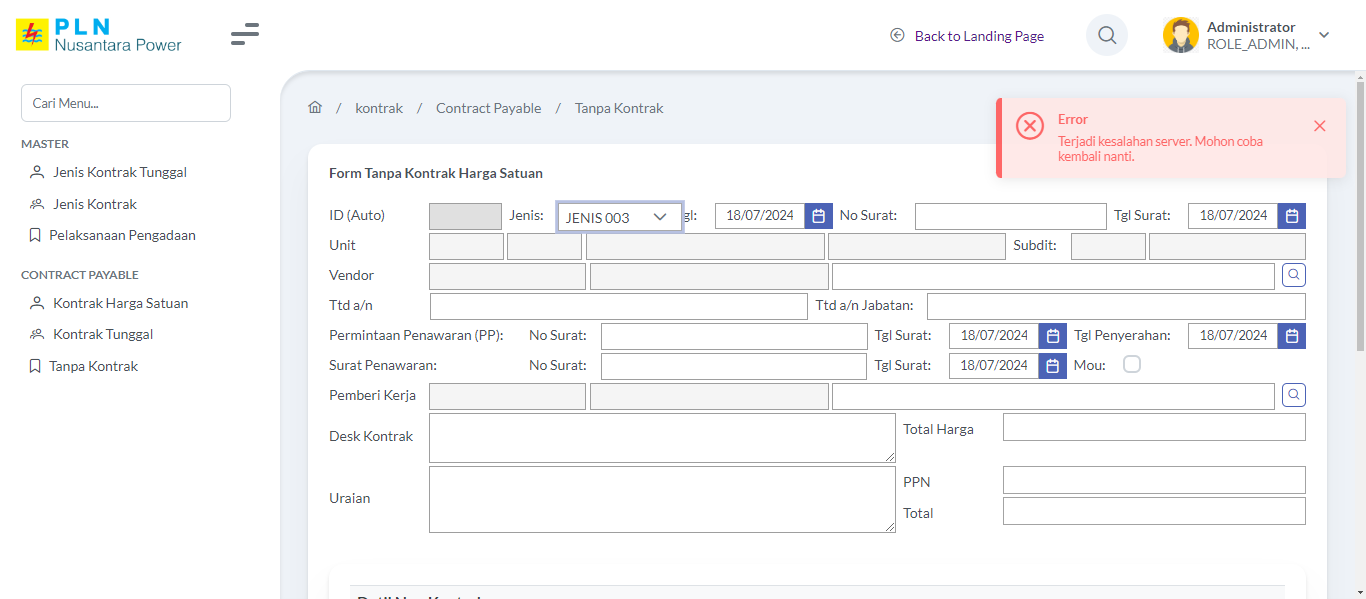 PLN
Nusantara Power
Back to Landing Page
Administrator
ROLE_ADMIN, ...
Cari Menu...
MASTER
Jenis Kontrak Tunggal
Jenis Kontrak
Pelaksanaan Pengadaan
CONTRACT PAYABLE
Kontrak Harga Satuan
Kontrak Tunggal
Tanpa Kontrak
/ kontrak / Contract Payable / Tanpa Kontrak
Error
Terjadi kesalahan server. Mohon coba
kembali nanti.
Form Tanpa Kontrak Harga Satuan
ID (Auto) Jenis: JENIS 003 gl: 18/07/2024 No Surat: Tgl Surat: 18/07/2024
Unit Subdit:
Vendor
Ttd a/n Ttd a/n Jabatan:
Permintaan Penawaran (PP): No Surat: Tgl Surat: 18/07/2024 Tgl Penyerahan: 18/07/2024
Surat Penawaran: No Surat: Tgl Surat: 18/07/2024 Mou:
Pemberi Kerja
Desk Kontrak Total Harga
Uraian PPN
Total